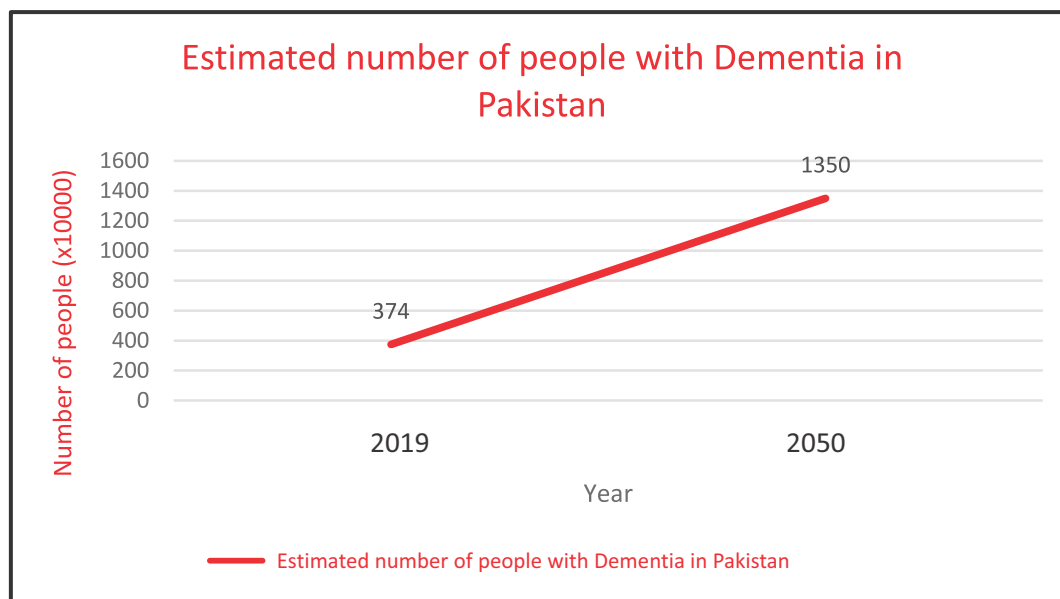 Estimated number of people with Dementia in
Pakistan
Number of people (x10000)
1600
1400
1200
1000
800
600
400
200
0
374
1350
2019
2050
Year
Estimated number of people with Dementia in Pakistan